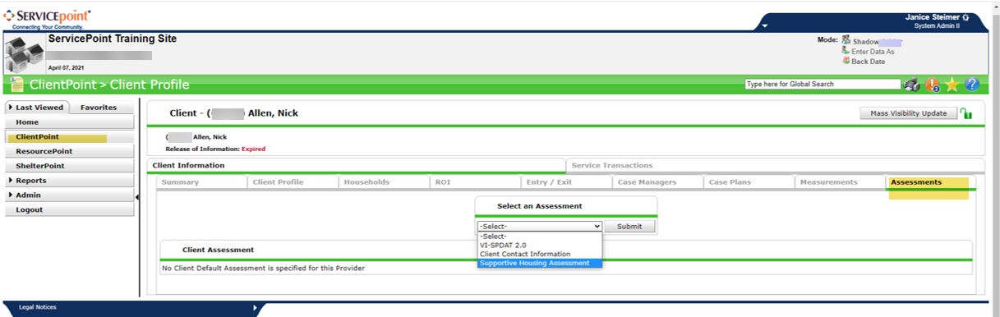 SERVICEpoint
Connecting Your Community.
Janice Steimer
System Admin II
ServicePoint Training Site
April 07, 2021
Mode: Shadow
Enter Data As
Back Date
ClientPoint > Client Profile
Type here for Global Search
3
?
Last Viewed Favorites
Home
ClientPoint
ResourcePoint
ShelterPoint
Reports
Admin
Logout
Client - ( ) Allen, Nick
Mass Visibility Update
( Allen, Nick
Release of Information: Expired
Client Information Service Transactions
Summary Client Profile Households ROI Entry / Exit Case Managers Case Plans Measurements Assessments
Select an Assessment
-Select- Submit
-Select-
VI-SPDAT 2.0
Client Contact Information
Supportive Housing Assessment
Client Assessment
No Client Default Assessment is specified for this Provider
Legal Notices